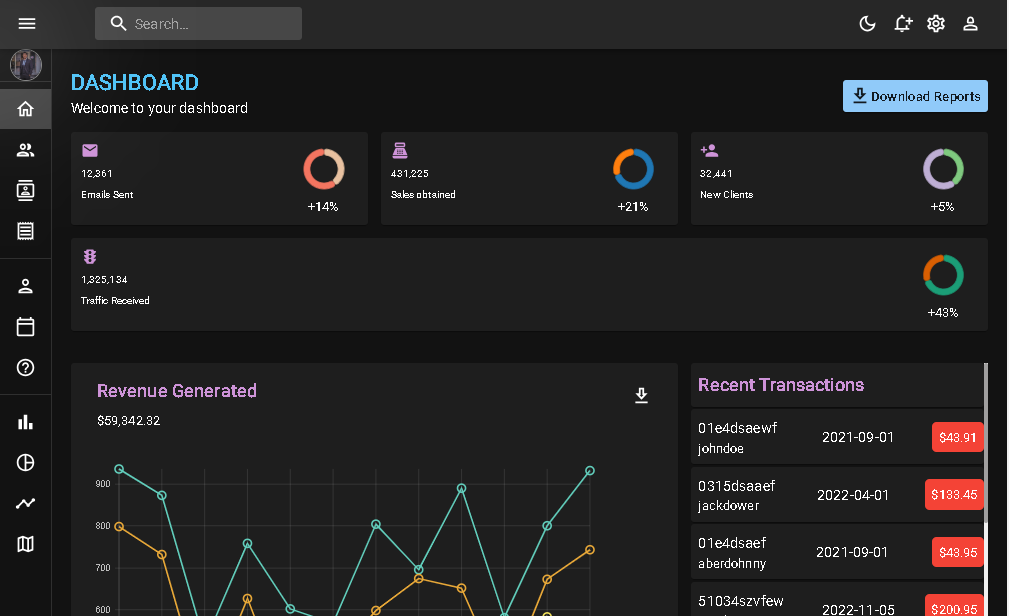 Search...
DASHBOARD
Welcome to your dashboard
Download Reports
12,361
Emails Sent
+14%
431,225
Sales obtained
+21%
32,441
New Clients
+5%
1,325,134
Traffic Received
+43%
Revenue Generated
$59,342.32
900
800
700
600
Recent Transactions
01e4dsaewf
johndoe
2021-09-01
$43.91
0315dsaaef
jackdower
2022-04-01
$133.45
01e4dsaef
aberdohnny
2021-09-01
$43.95
51034szvfew
2022-11-05
$200.95